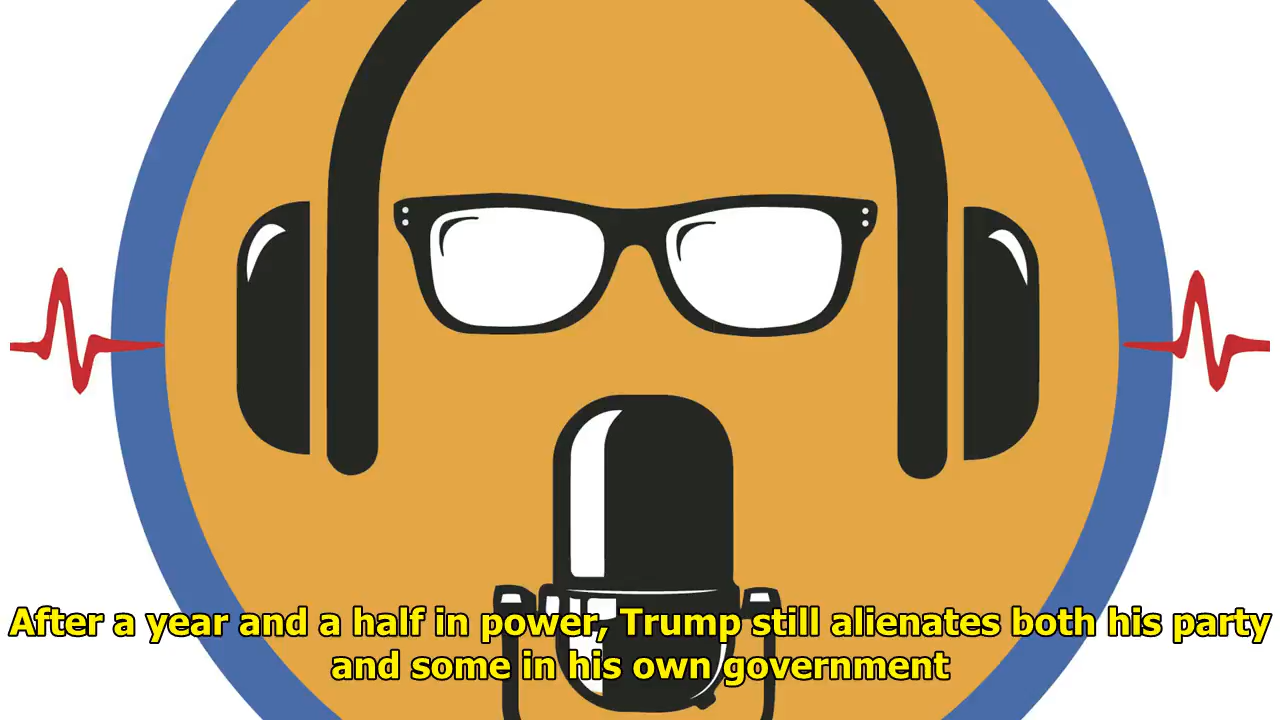 After a year and a half in power, Trump still alienates both his party
and some in his own government